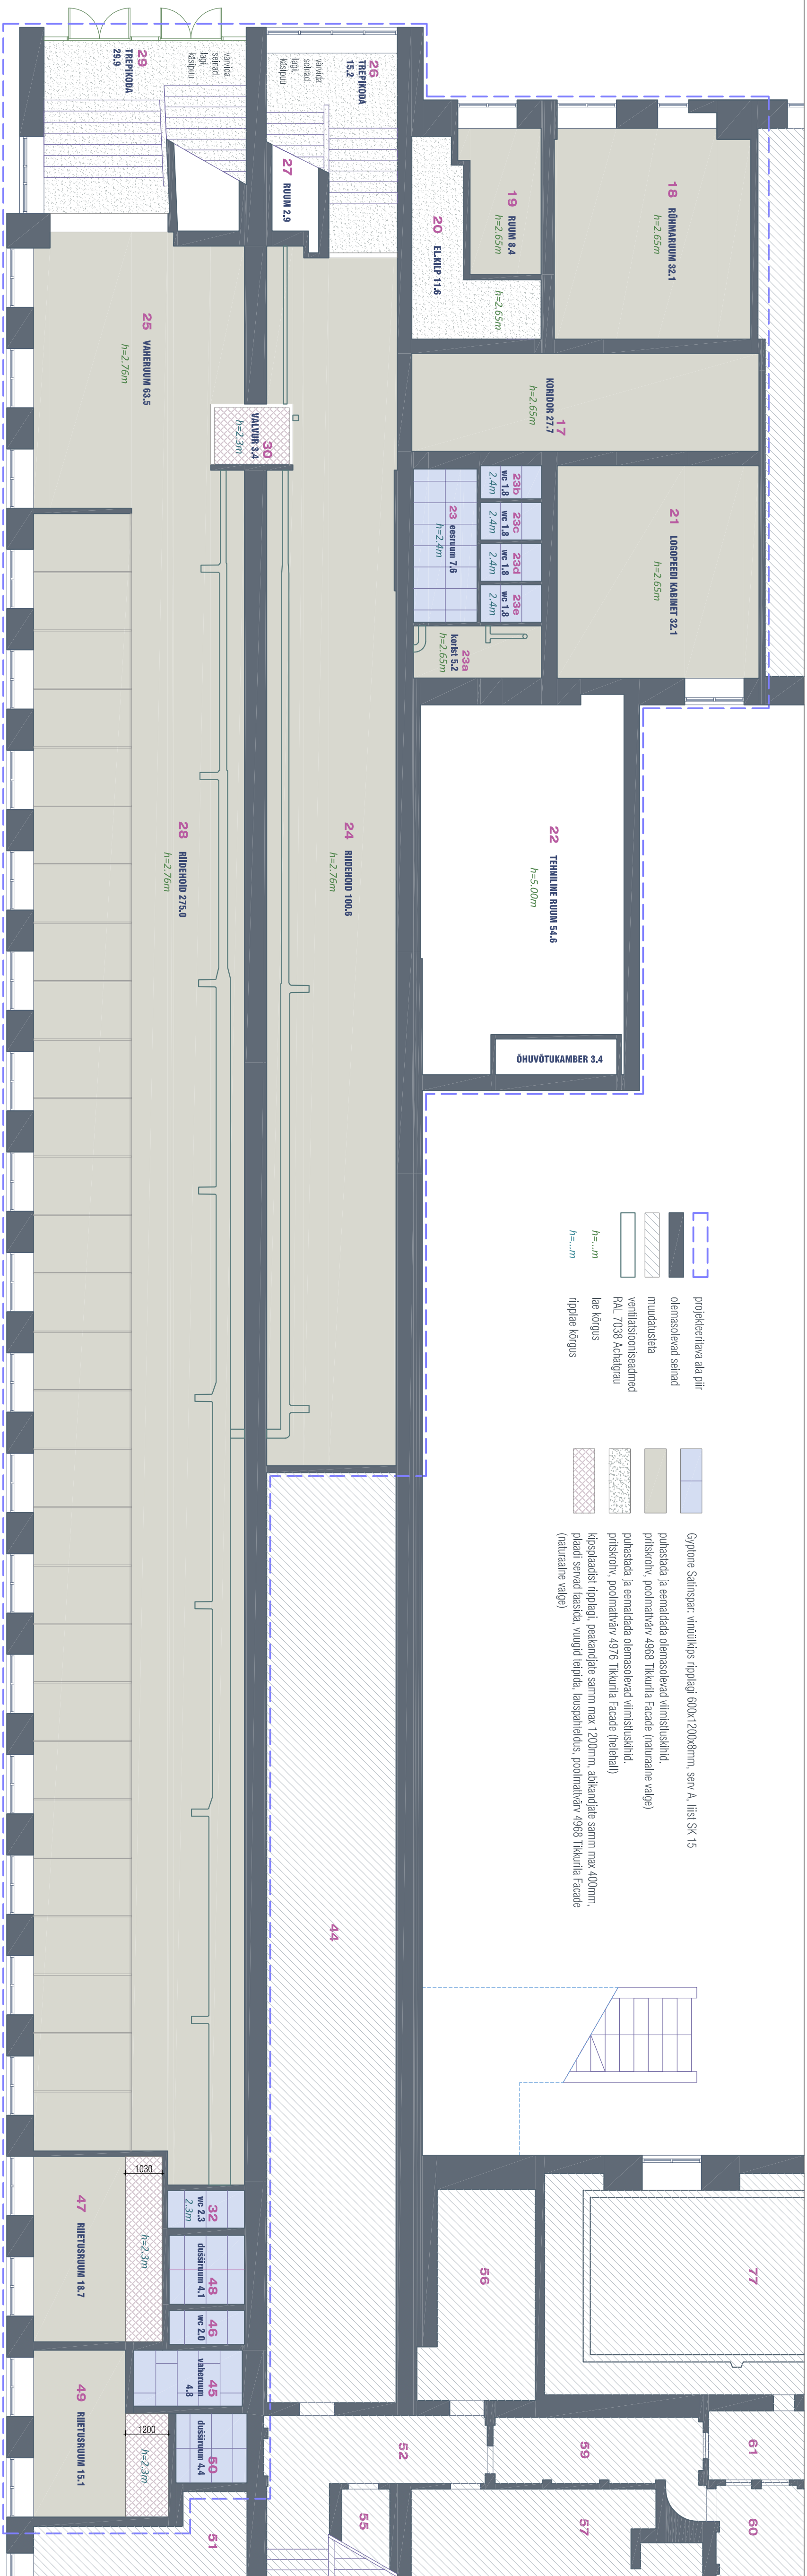 29
TREPIKODA
29.9
värvida
seinad,
lagi,
käsipuu
26
TREPIKODA
15.2
värvida
seinad,
lagi,
käsipuu
27 RUUM 2.9
20 EL.KILP 11.6
h=2.65m
19 RUUM 8.4
h=2.65m
18 RÜHMARUUM 32.1
h=2.65m
17
KORIDOR 27.7
h=2.65m
25 VAHERUUM 63.5
h=2.76m
30
VALVUR 3.4
h=2.3m
23b
wc 1.8
2.4m
23c
wc 1.8
2.4m
23d
wc 1.8
2.4m
23e
wc 1.8
2.4m
23 eesruum 7.6
h=2.4m
23a
korist 5.2
h=2.65m
21 LOGOPEEDI KABINET 32.1
h=2.65m
28 RIIDEHOID 275.0
h=2.76m
24 RIIDEHOID 100.6
h=2.76m
22 TEHNILINE RUUM 54.6
h=5.00m
ÕHUVÕTUKAMBER 3.4
projekteeritava ala piir
olemasolevad seinad
muudatusteta
ventilatsiooniseadmed
RAL 7038 Achatgrau
h=...m lae kõrgus
h=...m ripplae kõrgus
Gyptone Satinspar: vinüülkips ripplagi 600x1200x8mm, serv A, liist SK 15
puhastada ja eemaldada olemasolevad viimistluskihid.
pritskrohv, poolmattvärv 4968 Tikkurila Facade (naturaalne valge)
puhastada ja eemaldada olemasolevad viimistluskihid.
pritskrohv, poolmattvärv 4976 Tikkurila Facade (helehall)
kipsplaadist ripplagi, peakandjate samm max 1200mm, abikandjate samm max 400mm,
plaadi servad faasida, vuugid teipida, lauspahteldus, poolmattvärv 4968 Tikkurila Facade
(naturaalne valge)
44
47 RIIETUSRUUM 18.7
1030
h=2.3m
32
wc 2.3
2.3m
48
dušširuum 4.1
46
wc 2.0
45
vaheruum
4.8
49 RIIETUSRUUM 15.1
1200
h=2.3m
50
dušširuum 4.4
51
52
55
56
57
59
60
61
77